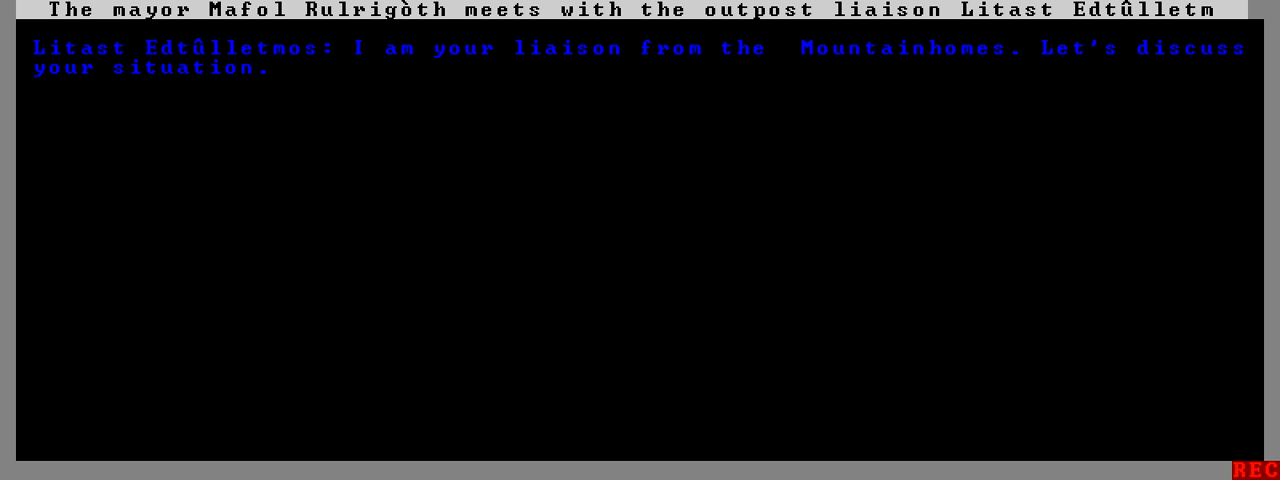 The mayor Mafol Rulrigòth meets with the outpost liaison Litast Edtûlletm
Litast Edtûlletmos: I am your liaison from the  Mountainhomes. Let's discuss
your situation.
REC